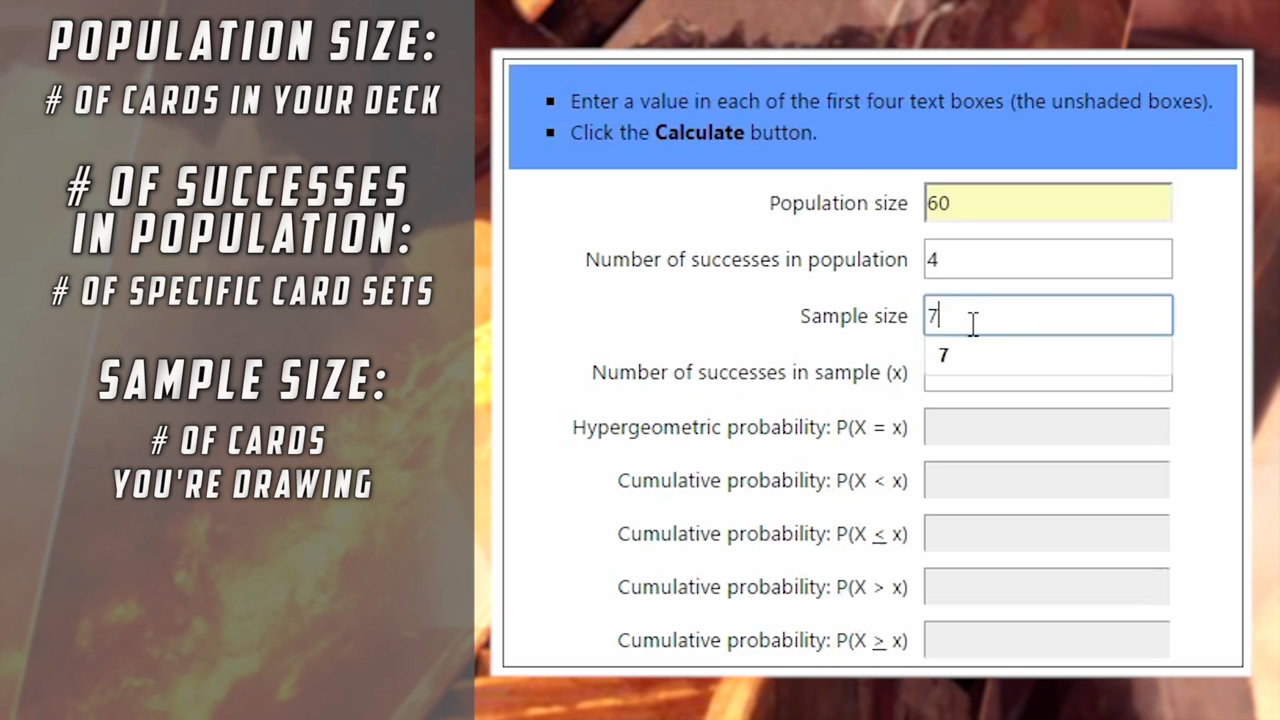 POPULATION SIZE:
# OF CARDS IN YOUR DECK
# OF SUCCESSES
IN POPULATION:
# OF SPECIFIC CARD SETS
SAMPLE SIZE:
# OF CARDS
YOU'RE DRAWING
▪ Enter a value in each of the first four text boxes (the unshaded boxes).
▪ Click the Calculate button.
Population size 60
Number of successes in population 4
Sample size 7
7
Number of successes in sample (x)
Hypergeometric probability: P(X = x)
Cumulative probability: P(X < x)
Cumulative probability: P(X ≤ x)
Cumulative probability: P(X > x)
Cumulative probability: P(X ≥ x)